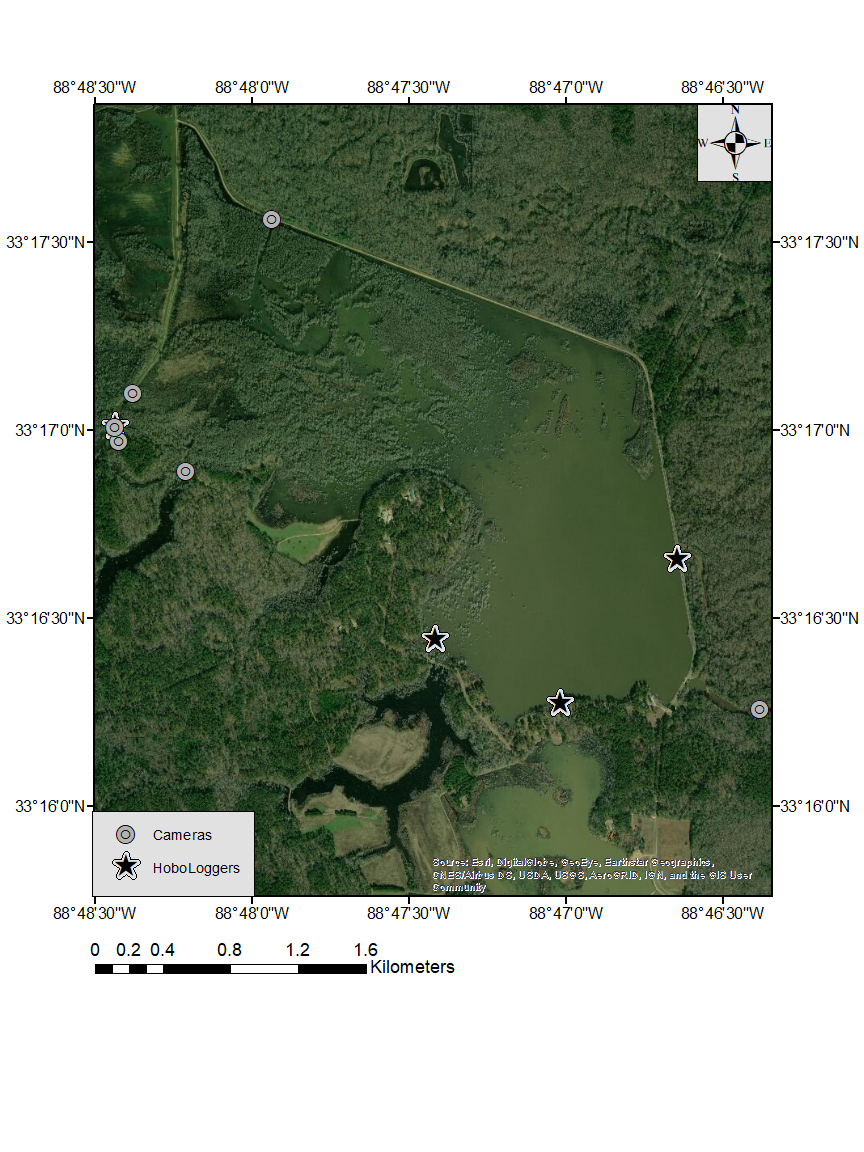 88°48'30"W 88°48'0"W 88°47'30"W 88°47'0"W 88°46'30"W
N
W E
S
33°17'30"N 33°17'30"N
33°17'0"N 33°17'0"N
33°16'30"N 33°16'30"N
33°16'0"N 33°16'0"N
Cameras
HoboLoggers
Source: Esri, DigitalGlobe, GeoEye, Earthstar Geographics,
CNES/Airbus DS, USDA, USGS, AeroGRID, IGN, and the GIS User
Community
88°48'30"W 88°48'0"W 88°47'30"W 88°47'0"W 88°46'30"W
0 0.2 0.4 0.8 1.2 1.6
Kilometers